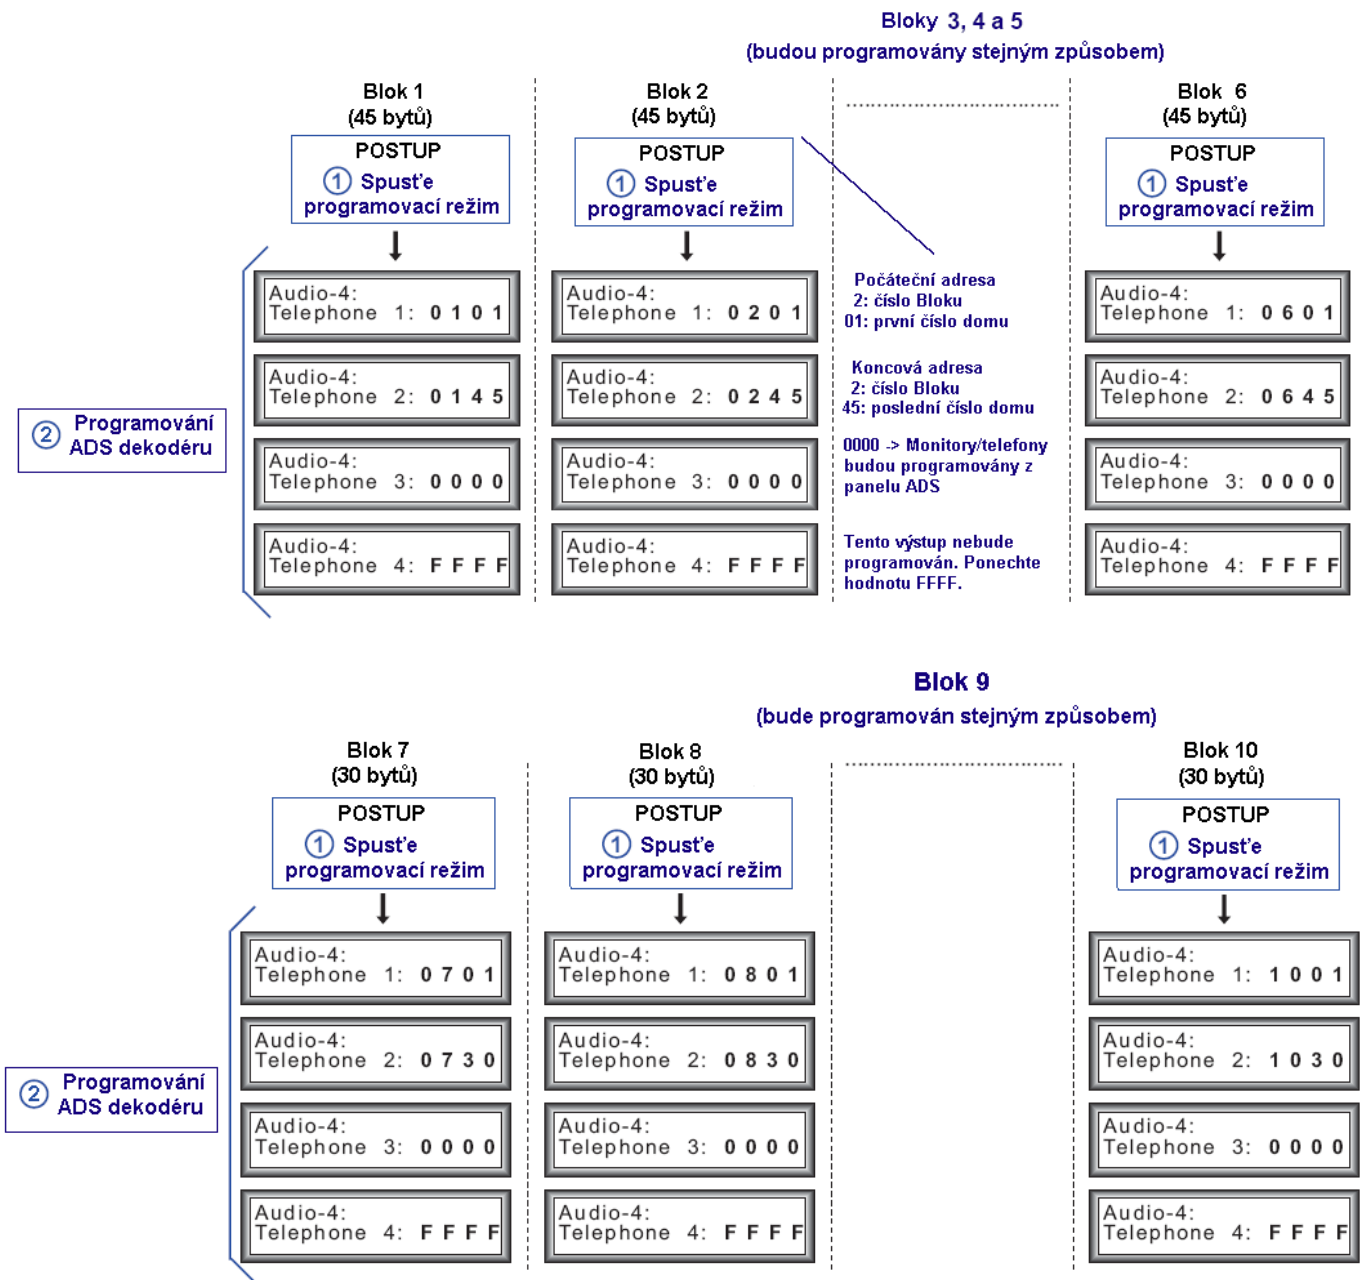 Bloky 3, 4 a 5
(budou programovány stejným způsobem)
Blok 1
(45 bytů)
POSTUP
1 Spusťe
programovací režim
Blok 2
(45 bytů)
POSTUP
1 Spusťe
programovací režim
Blok 6
(45 bytů)
POSTUP
1 Spusťe
programovací režim
2 Programování
ADS dekodéru
Audio-4:
Telephone 1: 0 1 0 1
Audio-4:
Telephone 2: 0 1 4 5
Audio-4:
Telephone 3: 0 0 0 0
Audio-4:
Telephone 4: F F F F
Audio-4:
Telephone 1: 0 2 0 1
Audio-4:
Telephone 2: 0 2 4 5
Audio-4:
Telephone 3: 0 0 0 0
Audio-4:
Telephone 4: F F F F
Počáteční adresa
2: číslo Bloku
01: první číslo domu
Koncová adresa
2: číslo Bloku
45: poslední číslo domu
0000 -> Monitory/telefony
budou programovány z
panelu ADS
Tento výstup nebude
programován. Ponechte
hodnotu FFFF.
Audio-4:
Telephone 1: 0 6 0 1
Audio-4:
Telephone 2: 0 6 4 5
Audio-4:
Telephone 3: 0 0 0 0
Audio-4:
Telephone 4: F F F F
Blok 9
(bude programován stejným způsobem)
Blok 7
(30 bytů)
POSTUP
1 Spusťe
programovací režim
Blok 8
(30 bytů)
POSTUP
1 Spusťe
programovací režim
Blok 10
(30 bytů)
POSTUP
1 Spusťe
programovací režim
2 Programování
ADS dekodéru
Audio-4:
Telephone 1: 0 7 0 1
Audio-4:
Telephone 2: 0 7 3 0
Audio-4:
Telephone 3: 0 0 0 0
Audio-4:
Telephone 4: F F F F
Audio-4:
Telephone 1: 0 8 0 1
Audio-4:
Telephone 2: 0 8 3 0
Audio-4:
Telephone 3: 0 0 0 0
Audio-4:
Telephone 4: F F F F
Audio-4:
Telephone 1: 1 0 0 1
Audio-4:
Telephone 2: 1 0 3 0
Audio-4:
Telephone 3: 0 0 0 0
Audio-4:
Telephone 4: F F F F